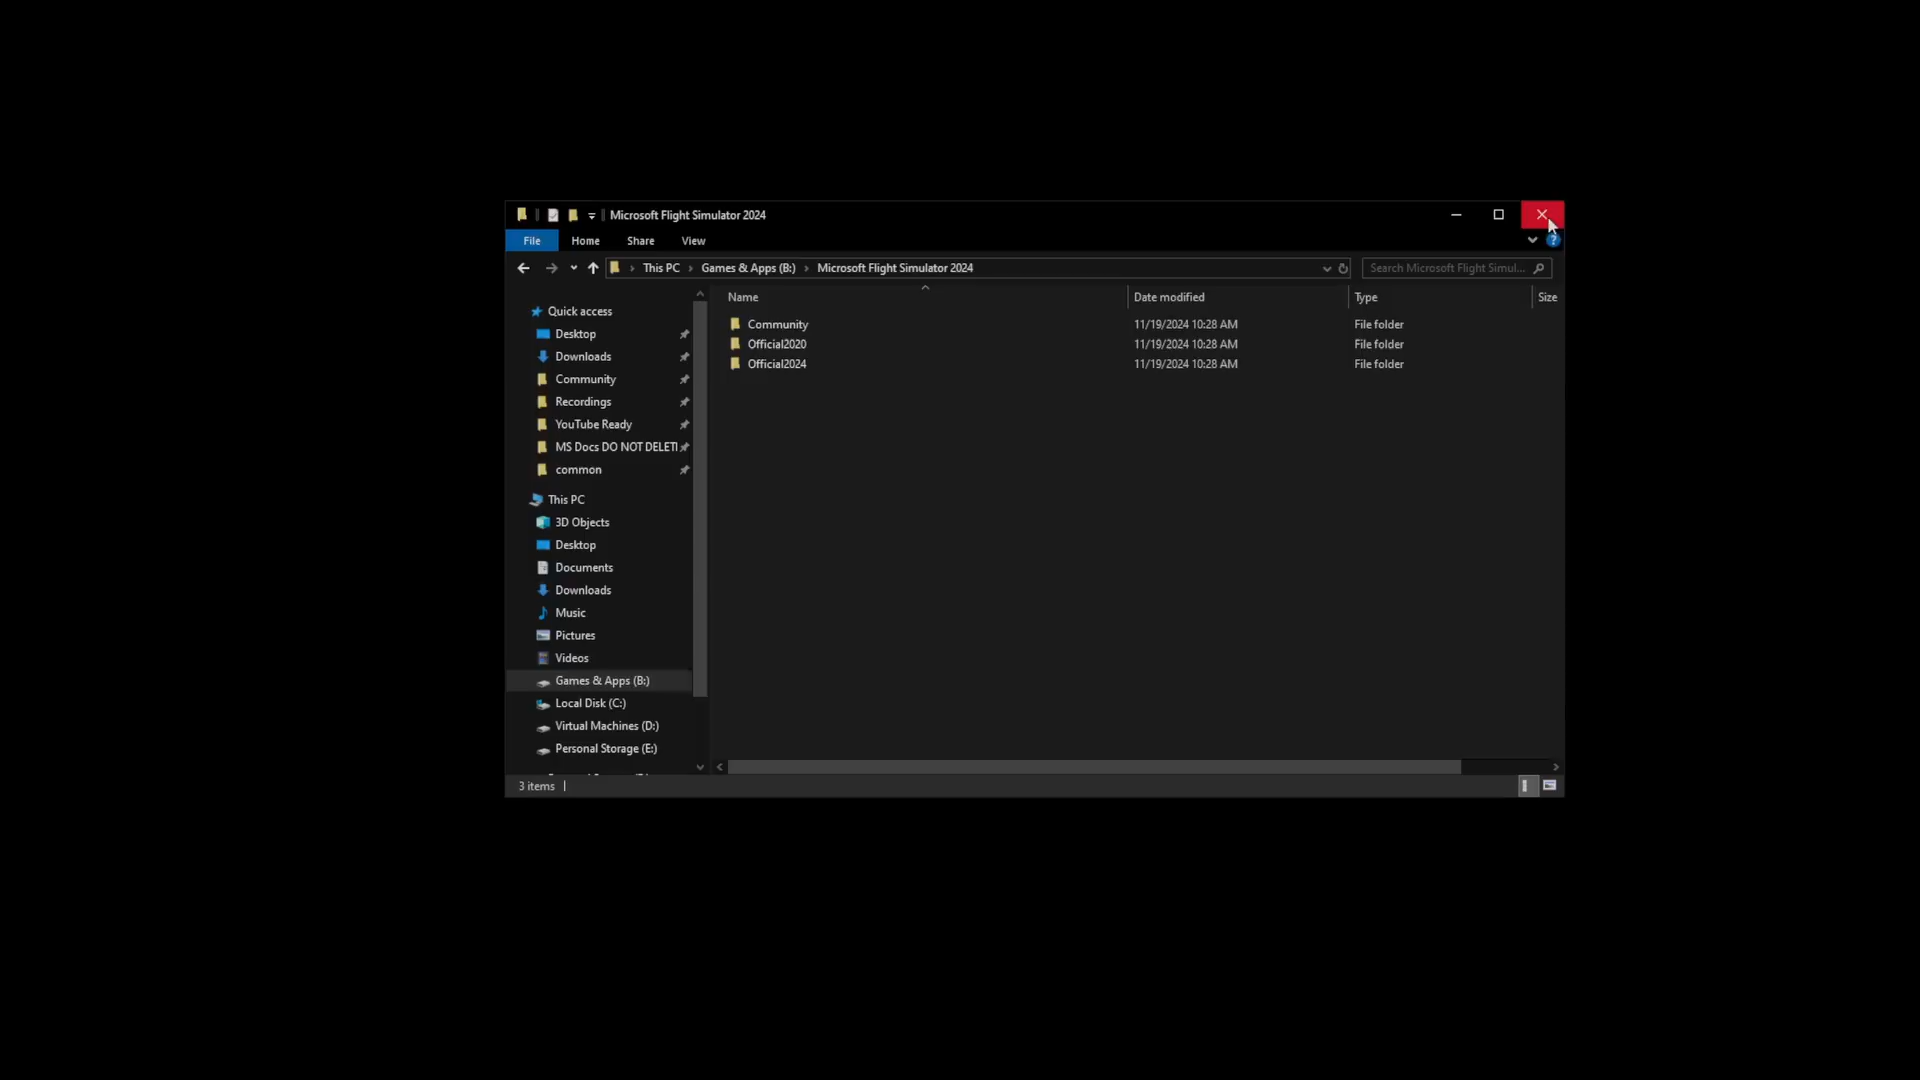 Microsoft Flight Simulator 2024
File Home Share View
This PC Games & Apps (B:) Microsoft Flight Simulator 2024 Search Microsoft Flight Simul...
Name Date modified Type Size
Community 11/19/2024 10:28 AM File folder
Official2020 11/19/2024 10:28 AM File folder
Official2024 11/19/2024 10:28 AM File folder
Quick access
Desktop
Downloads
Community
Recordings
YouTube Ready
MS Docs DO NOT DELET
common
This PC
3D Objects
Desktop
Documents
Downloads
Music
Pictures
Videos
Games & Apps (B:)
Local Disk (C:)
Virtual Machines (D:)
Personal Storage (E:)
3 items